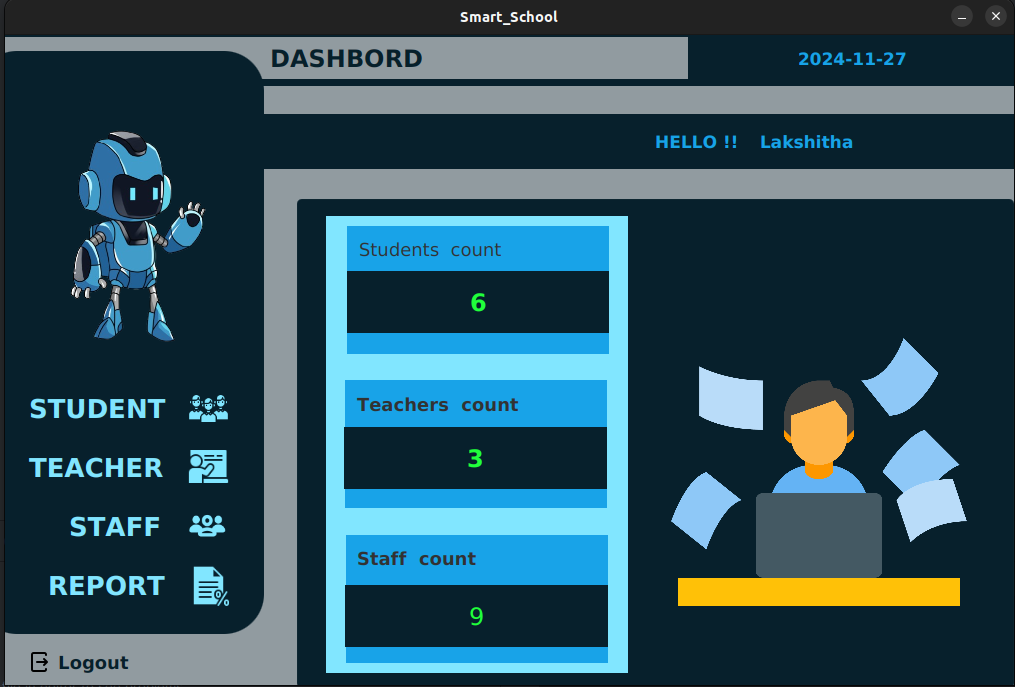 Smart_School
DASHBORD
2024-11-27
HELLO !! Lakshitha
Students count
6
Teachers count
3
Staff count
9
STUDENT
TEACHER
STAFF
REPORT
Logout